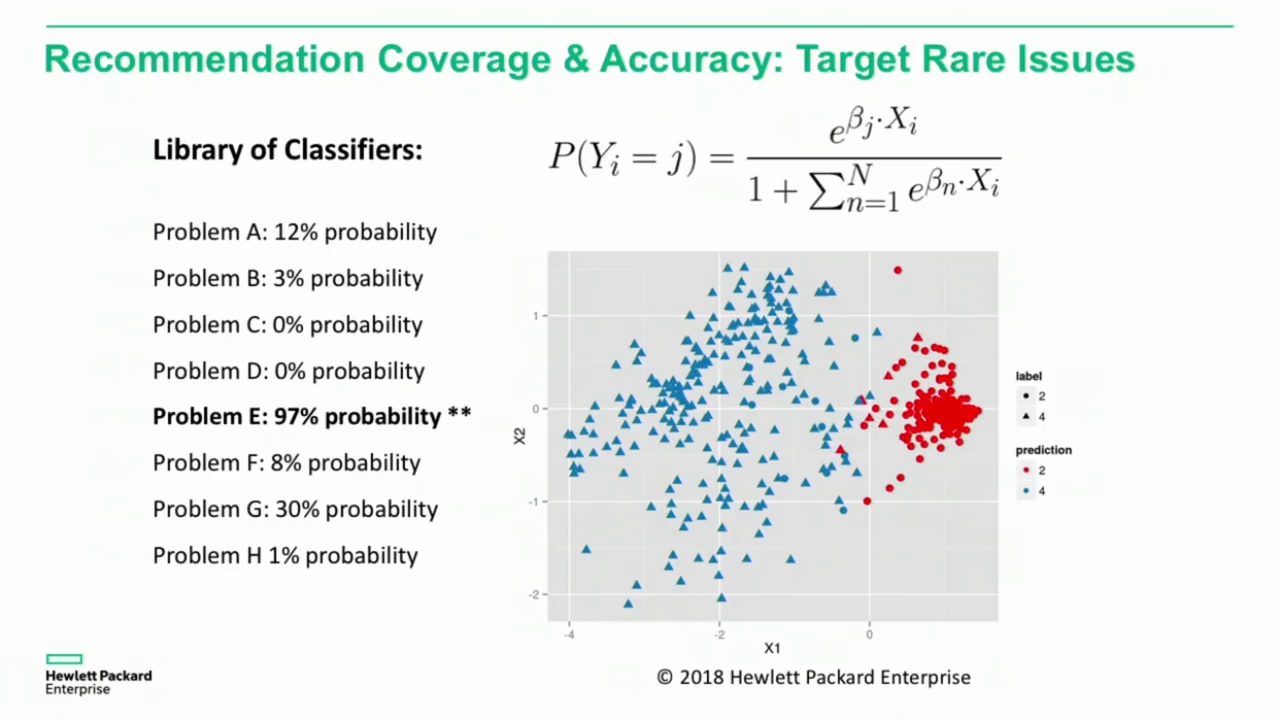 Recommendation Coverage & Accuracy: Target Rare Issues
Library of Classifiers:
P(Y_i = j) = \frac{e^{β_j·X_i}}{1 + \sum_{n=1}^{N} e^{β_n·X_i}}
Problem A: 12% probability
Problem B: 3% probability
Problem C: 0% probability
Problem D: 0% probability
Problem E: 97% probability **
Problem F: 8% probability
Problem G: 30% probability
Problem H 1% probability
1
0
-1
-2
X2
-4
-2
0
X1
label
2
4
prediction
2
4
Hewlett Packard
Enterprise
© 2018 Hewlett Packard Enterprise